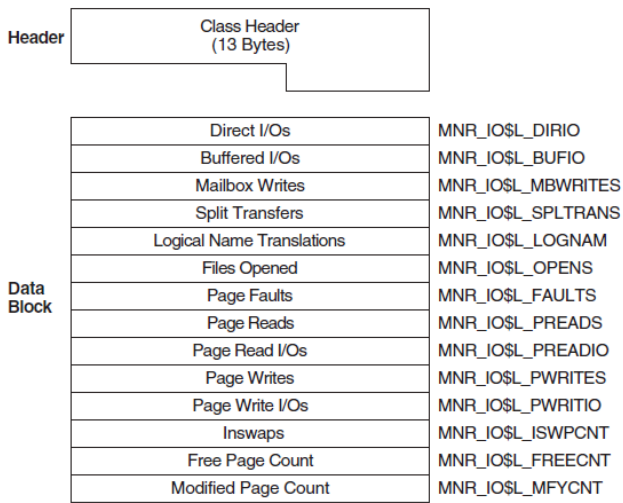 Header
Class Header
(13 Bytes)
Direct I/Os MNR_IO$L_DIRIO
Buffered I/Os MNR_IO$L_BUFIO
Mailbox Writes MNR_IO$L_MBWRITES
Split Transfers MNR_IO$L_SPLTRANS
Logical Name Translations MNR_IO$L_LOGNAM
Files Opened MNR_IO$L_OPENS
Data
Block
Page Faults MNR_IO$L_FAULTS
Page Reads MNR_IO$L_PREADS
Page Read I/Os MNR_IO$L_PREADIO
Page Writes MNR_IO$L_PWRITES
Page Write I/Os MNR_IO$L_PWRITIO
Inswaps MNR_IO$L_ISWPCNT
Free Page Count MNR_IO$L_FREECNT
Modified Page Count MNR_IO$L_MFYCNT